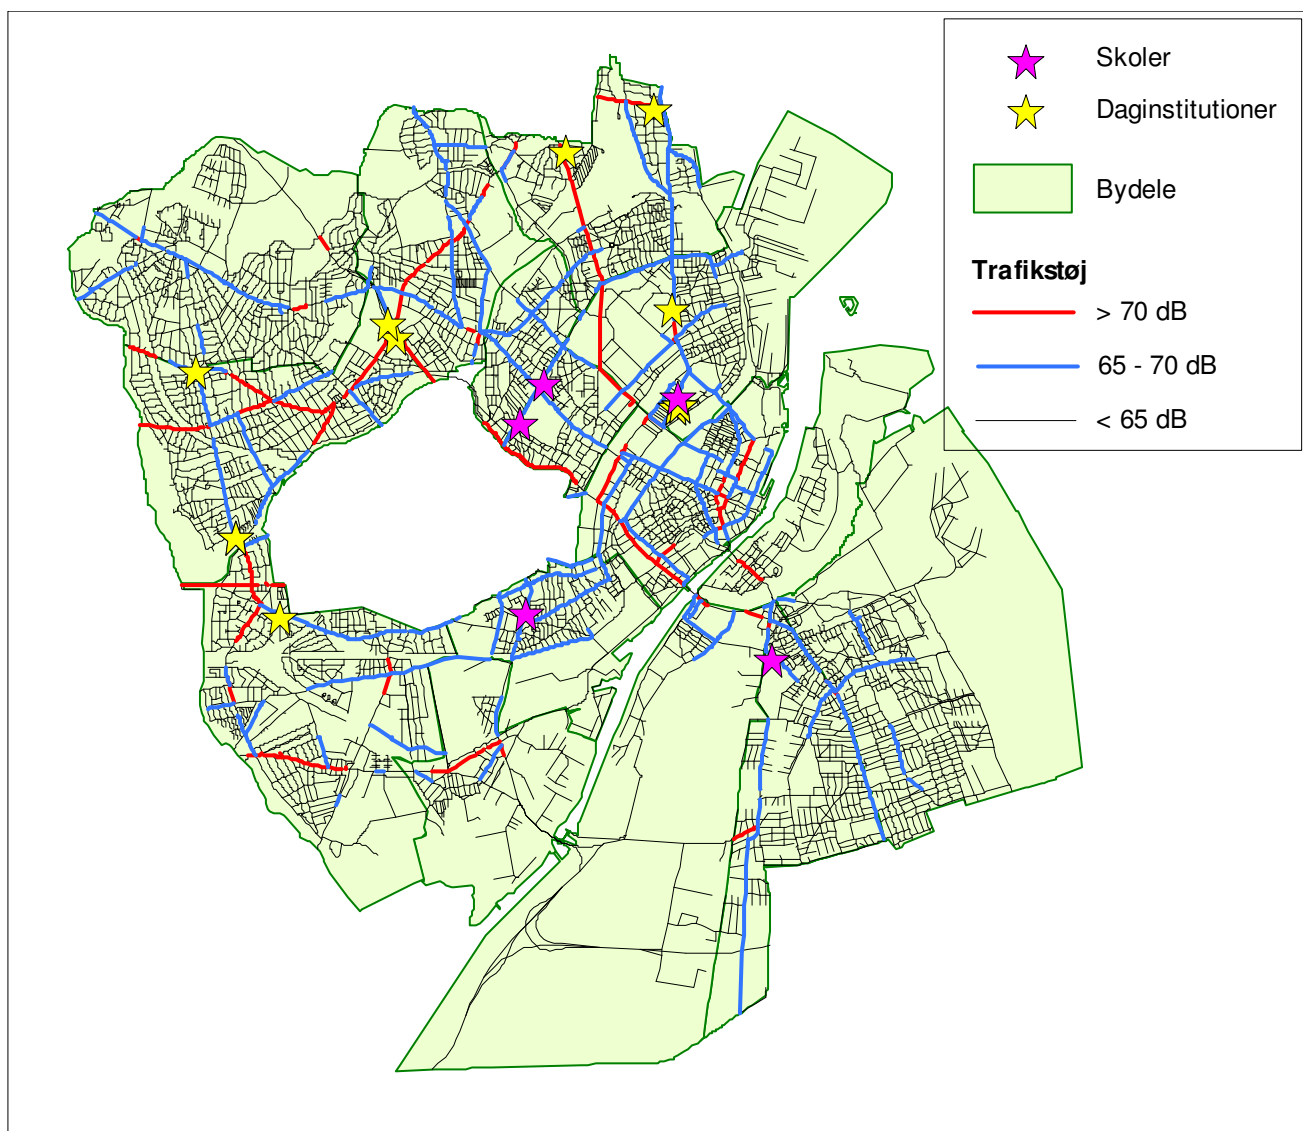 Skoler
Daginstitutioner
Bydele
Trafikstøj
> 70 dB
65 - 70 dB
< 65 dB